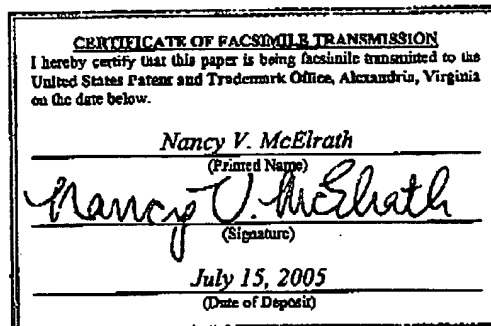 CERTIFICATE OF FACSIMILE TRANSMISSION
I hereby certify that this paper is being facsimile transmitted to the
United States Patent and Trademark Office, Alexandria, Virginia
on the date below.
Nancy V. McElrath
(Printed Name)
Nancy V. McElrath
(Signature)
July 15, 2005
(Date of Deposit)